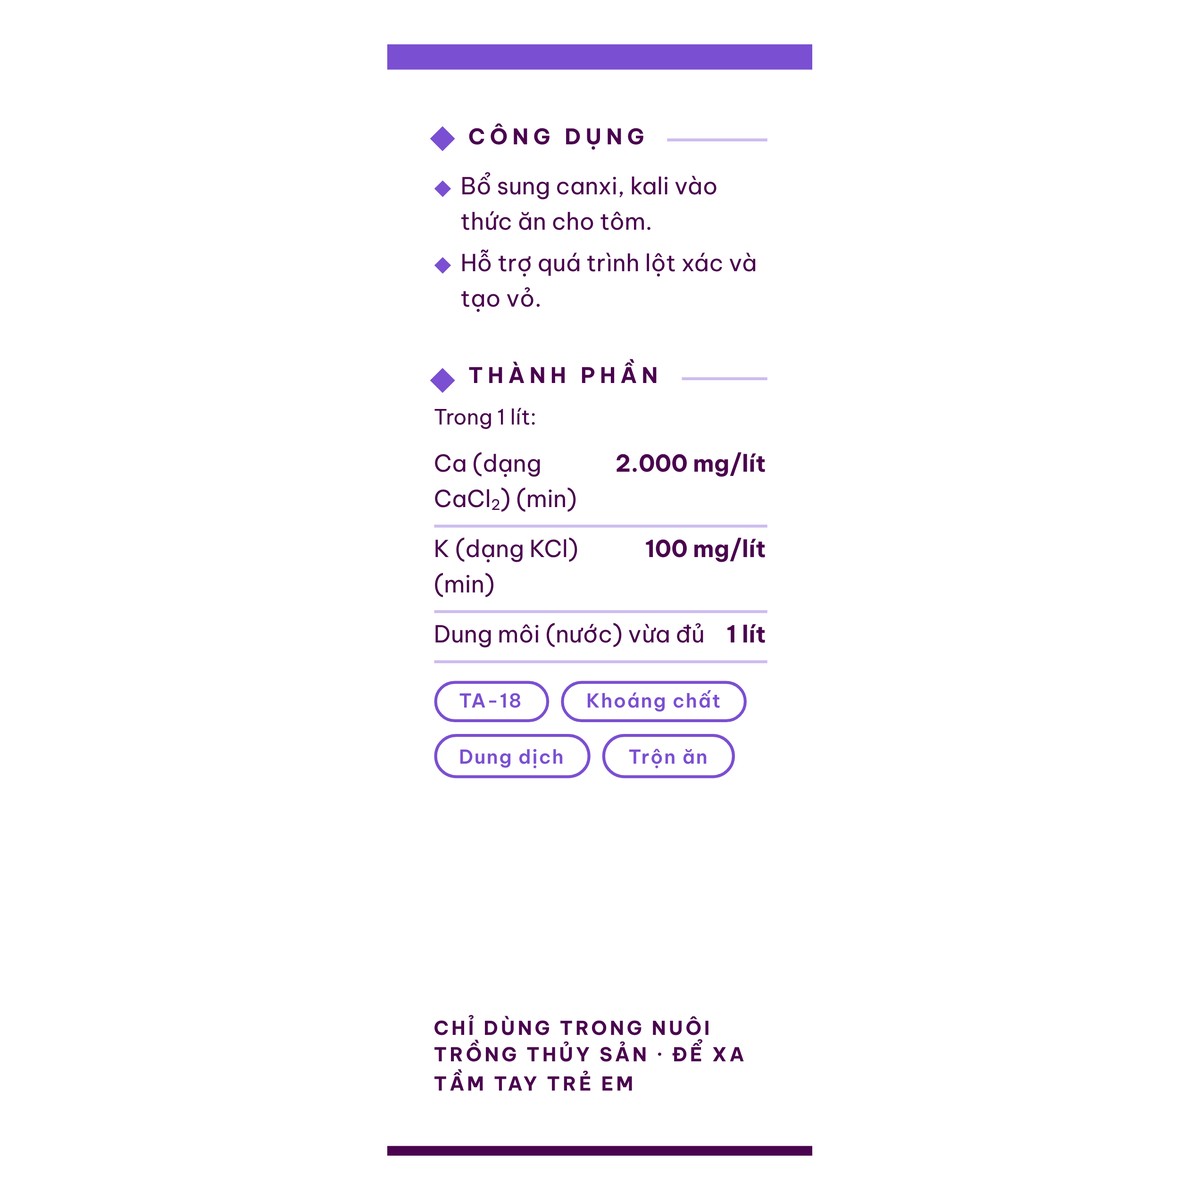 CÔNG DỤNG
Bổ sung canxi, kali vào
thức ăn cho tôm.
Hỗ trợ quá trình lột xác và
tạo vỏ.
THÀNH PHẦN
Trong 1 lít:
Ca (dạng 2.000 mg/lít
CaCl₂) (min)
K (dạng KCl) 100 mg/lít
(min)
Dung môi (nước) vừa đủ 1 lít
TA-18 Khoáng chất
Dung dịch Trộn ăn
CHỈ DÙNG TRONG NUÔI
TRỒNG THỦY SẢN · ĐỂ XA
TẦM TAY TRẺ EM